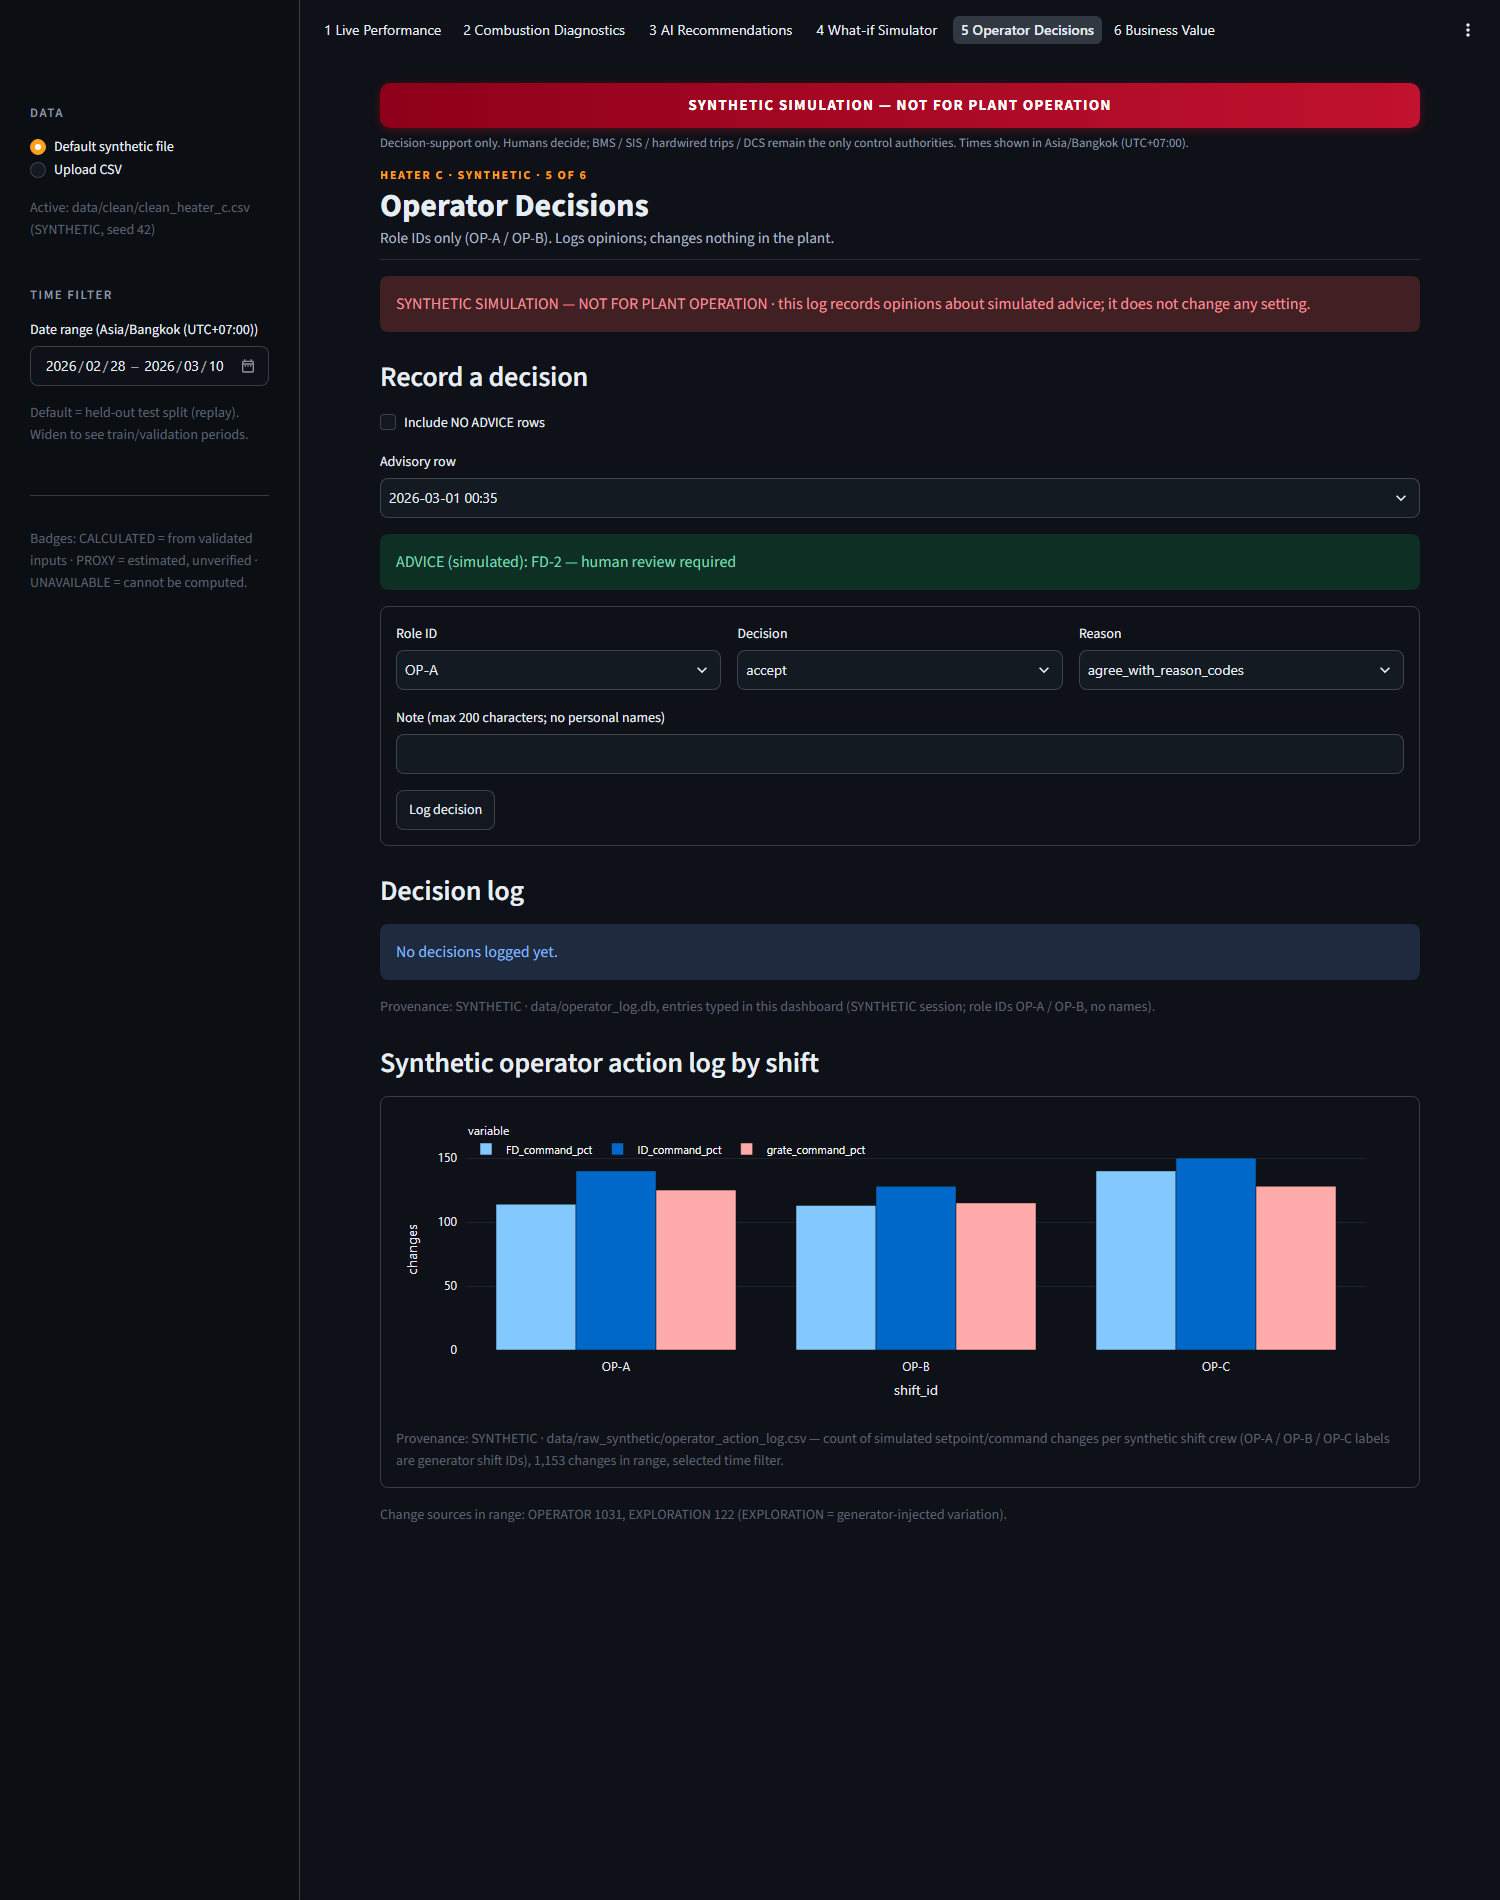 1 Live Performance
2 Combustion Diagnostics
3 AI Recommendations
4 What-if Simulator
5 Operator Decisions
6 Business Value
DATA
Default synthetic file
Upload CSV
Active: data/clean/clean_heater_c.csv
(SYNTHETIC, seed 42)
TIME FILTER
Date range (Asia/Bangkok (UTC+07:00))
2026/02/28 – 2026/03/10
Default = held-out test split (replay).
Widen to see train/validation periods.
Badges: CALCULATED = from validated
inputs · PROXY = estimated, unverified ·
UNAVAILABLE = cannot be computed.
SYNTHETIC SIMULATION — NOT FOR PLANT OPERATION
Decision-support only. Humans decide; BMS / SIS / hardwired trips / DCS remain the only control authorities. Times shown in Asia/Bangkok (UTC+07:00).
HEATER C · SYNTHETIC · 5 OF 6
Operator Decisions
Role IDs only (OP-A / OP-B). Logs opinions; changes nothing in the plant.
SYNTHETIC SIMULATION — NOT FOR PLANT OPERATION · this log records opinions about simulated advice; it does not change any setting.
Record a decision
Include NO ADVICE rows
Advisory row
2026-03-01 00:35
ADVICE (simulated): FD-2 — human review required
Role ID
Decision
Reason
OP-A
accept
agree_with_reason_codes
Note (max 200 characters; no personal names)
Log decision
Decision log
No decisions logged yet.
Provenance: SYNTHETIC · data/operator_log.db, entries typed in this dashboard (SYNTHETIC session; role IDs OP-A / OP-B, no names).
Synthetic operator action log by shift
variable
FD_command_pct
ID_command_pct
grate_command_pct
150
100
50
0
changes
OP-A
OP-B
OP-C
shift_id
Provenance: SYNTHETIC · data/raw_synthetic/operator_action_log.csv — count of simulated setpoint/command changes per synthetic shift crew (OP-A / OP-B / OP-C labels
are generator shift IDs), 1,153 changes in range, selected time filter.
Change sources in range: OPERATOR 1031, EXPLORATION 122 (EXPLORATION = generator-injected variation).